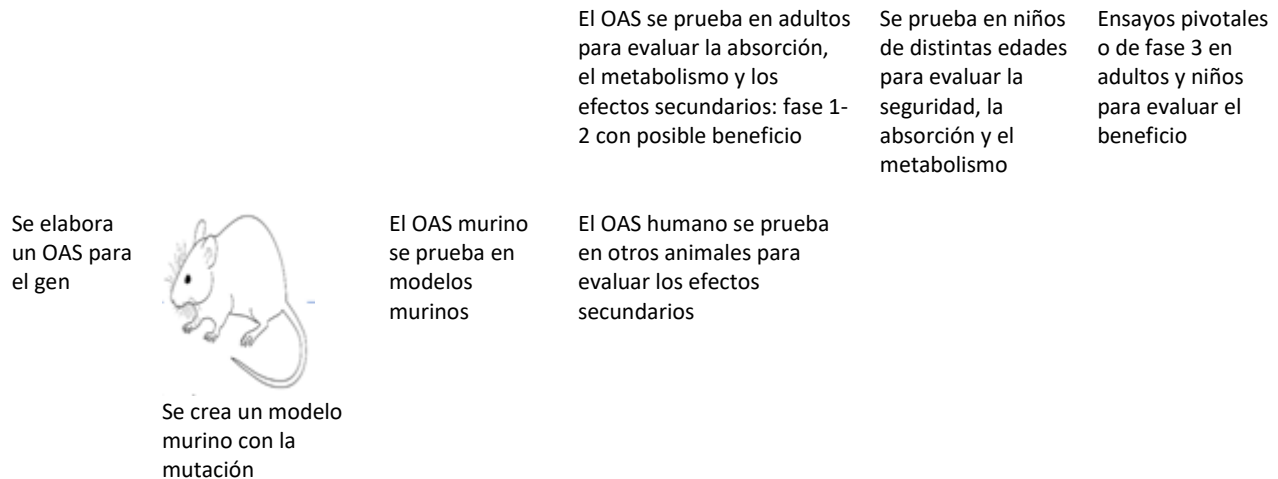 El OAS se prueba en adultos
para evaluar la absorción,
el metabolismo y los
efectos secundarios: fase 1-
2 con posible beneficio
Se prueba en niños
de distintas edades
para evaluar la
seguridad, la
absorción y el
metabolismo
Ensayos pivotales
o de fase 3 en
adultos y niños
para evaluar el
beneficio
Se elabora
un OAS para
el gen
Se crea un modelo
murino con la
mutación
El OAS murino
se prueba en
modelos
murinos
El OAS humano se prueba
en otros animales para
evaluar los efectos
secundarios